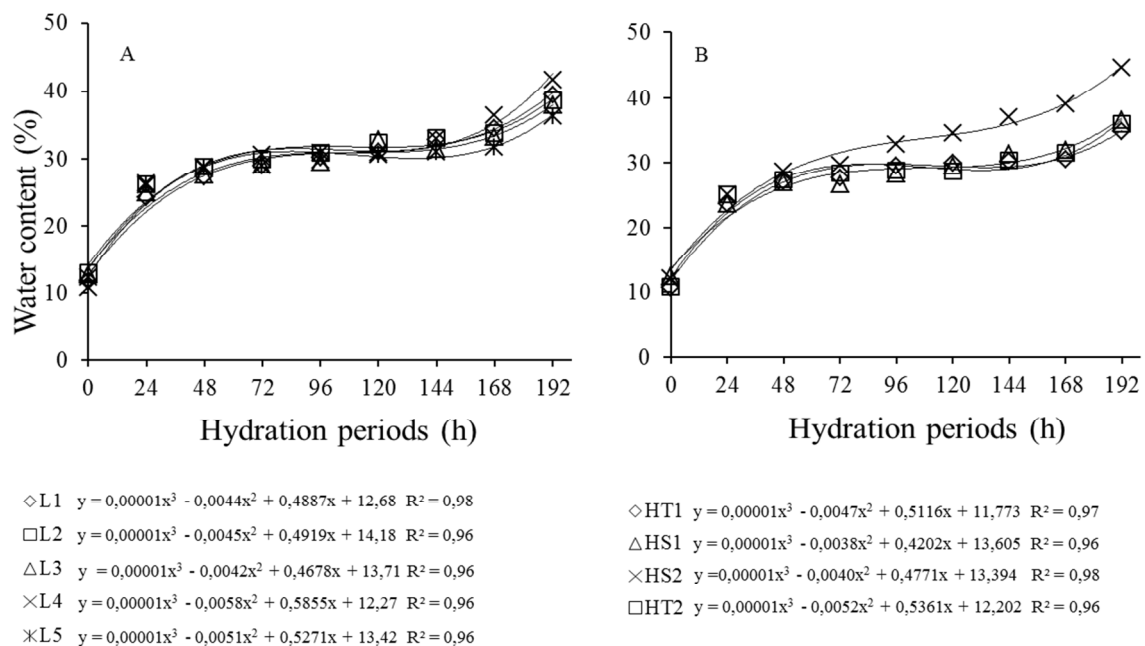 A
Water content (%)
50
40
30
20
10
0
0 24 48 72 96 120 144 168 192
Hydration periods (h)
L1 y = 0,00001x³ - 0,0044x² + 0,4887x + 12,68 R² = 0,98
L2 y = 0,00001x³ - 0,0045x² + 0,4919x + 14,18 R² = 0,96
L3 y = 0,00001x³ - 0,0042x² + 0,4678x + 13,71 R² = 0,96
L4 y = 0,00001x³ - 0,0058x² + 0,5855x + 12,27 R² = 0,96
L5 y = 0,00001x³ - 0,0051x² + 0,5271x + 13,42 R² = 0,96
B
50
40
30
20
10
0
0 24 48 72 96 120 144 168 192
Hydration periods (h)
HT1 y = 0,00001x³ - 0,0047x² + 0,5116x + 11,773 R² = 0,97
HS1 y = 0,00001x³ - 0,0038x² + 0,4202x + 13,605 R² = 0,96
HS2 y =0,00001x³ - 0,0040x² + 0,4771x + 13,394 R² = 0,98
HT2 y = 0,00001x³ - 0,0052x² + 0,5361x + 12,202 R² = 0,96